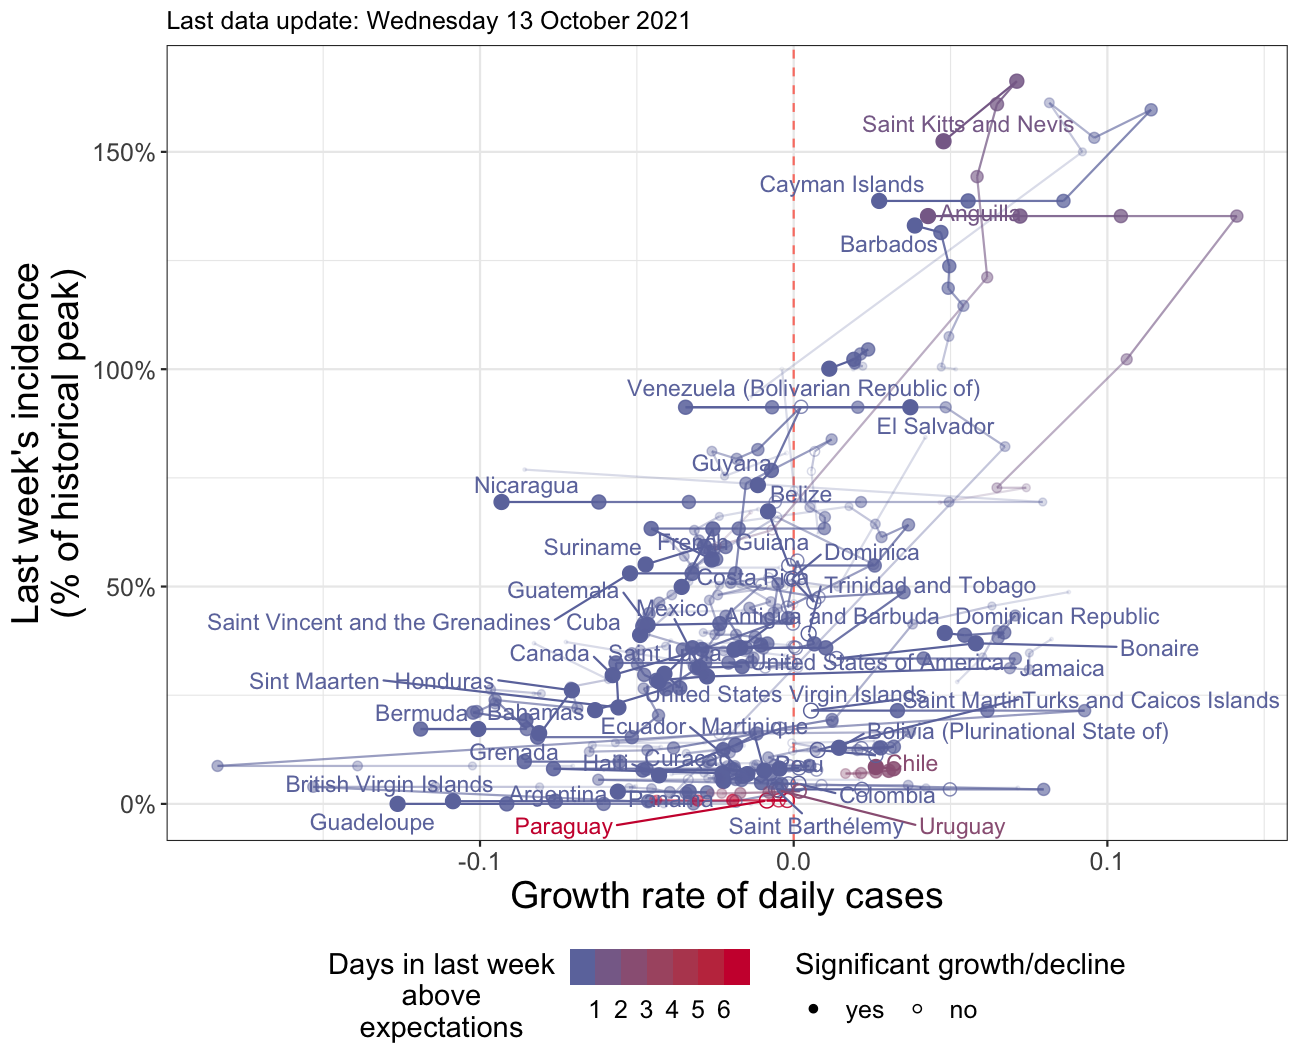 Last data update: Wednesday 13 October 2021
Last week's incidence
(% of historical peak)
150%
100%
50%
0%
Saint Kitts and Nevis
Cayman Islands
Anguilla
Barbados
Venezuela (Bolivarian Republic of)
El Salvador
Guyana
Nicaragua
Belize
French Guiana
Suriname
Dominica
Costa Rica
Guatemala
Trinidad and Tobago
Mexico
Saint Vincent and the Grenadines
Cuba
Antigua and Barbuda
Dominican Republic
Canada
Saint Lucia
Bonaire
United States of America
Jamaica
Sint Maarten
Honduras
United States Virgin Islands
Saint Martin
Turks and Caicos Islands
Bermuda
Bahamas
Ecuador
Martinique
Bolivia (Plurinational State of)
Grenada
Haiti
Curacao
Peru
Chile
British Virgin Islands
Argentina
Panama
Colombia
Guadeloupe
Paraguay
Saint Barthélemy
Uruguay
-0.1
0.0
0.1
Growth rate of daily cases
Days in last week
above
expectations
1 2 3 4 5 6
Significant growth/decline
yes
no